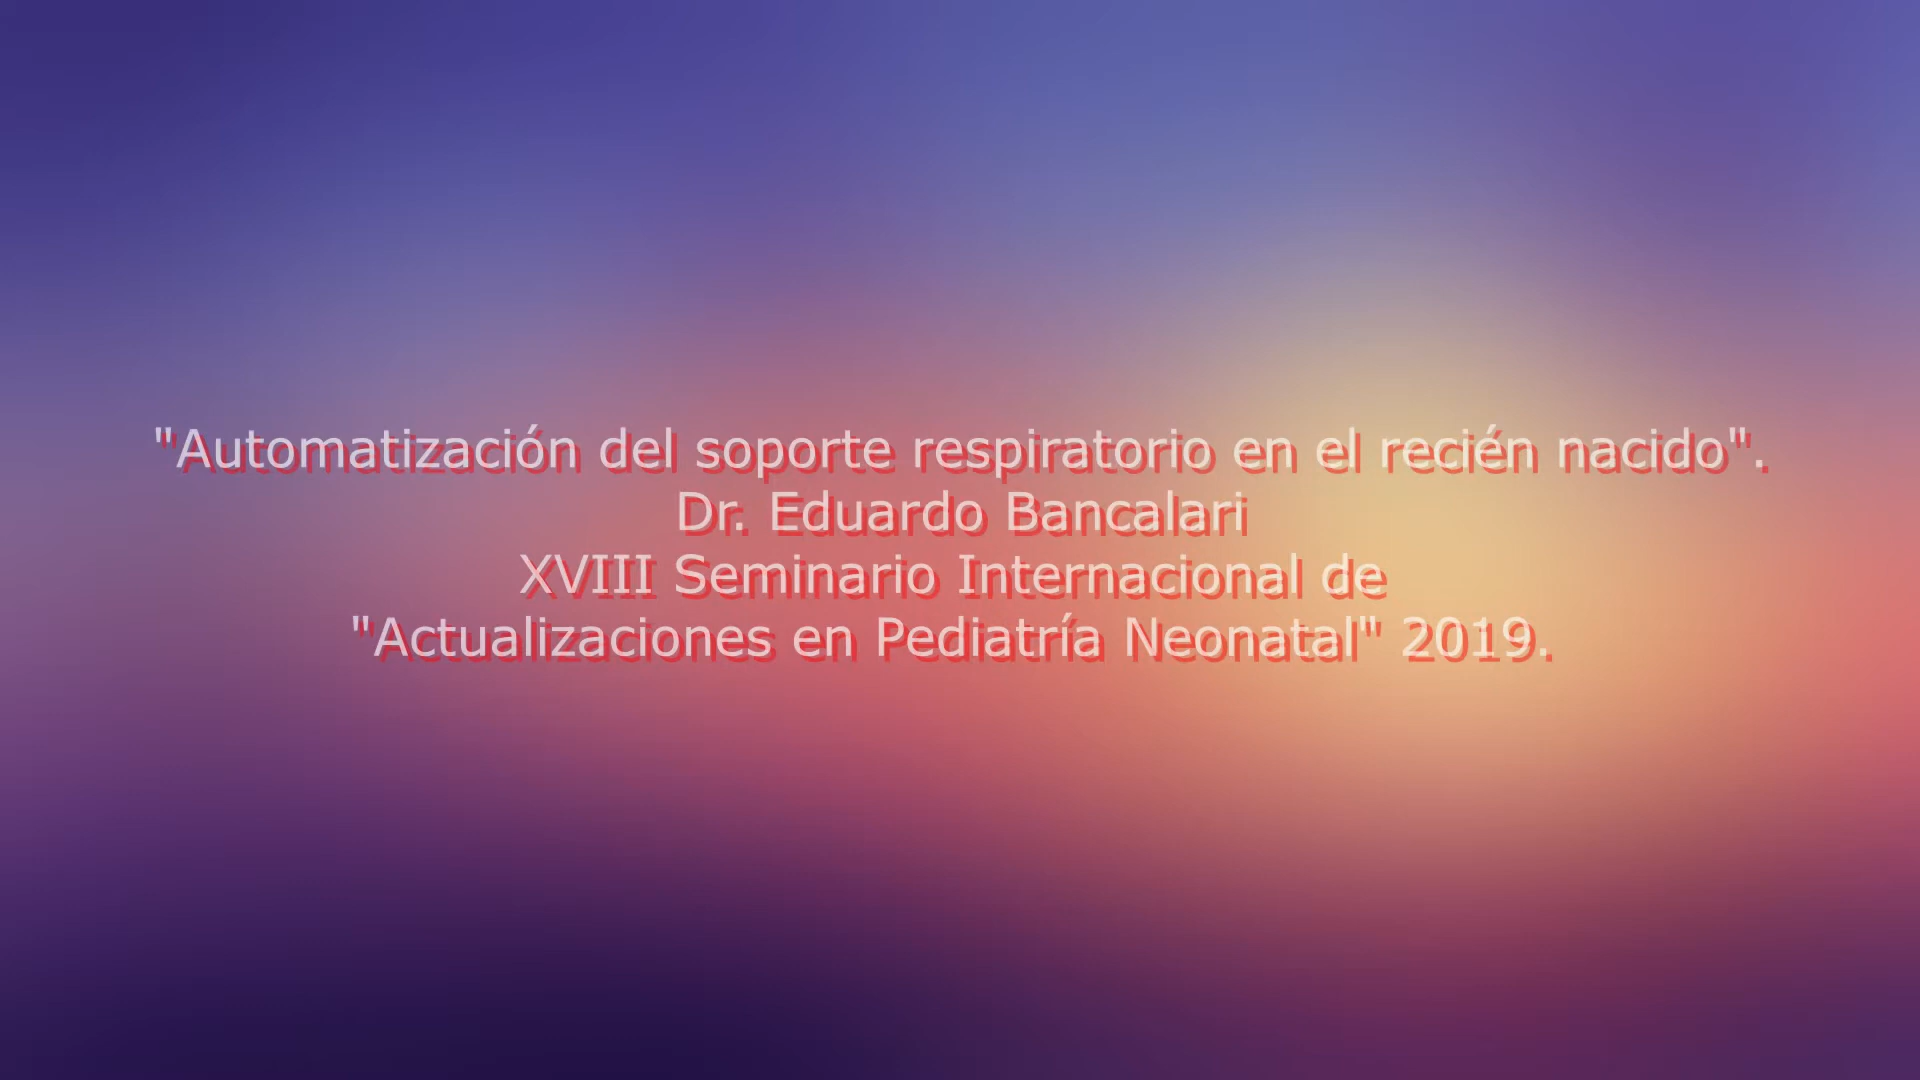 "Automatización del soporte respiratorio en el recién nacido".
Dr. Eduardo Bancalari
XVIII Seminario Internacional de
"Actualizaciones en Pediatría Neonatal" 2019.